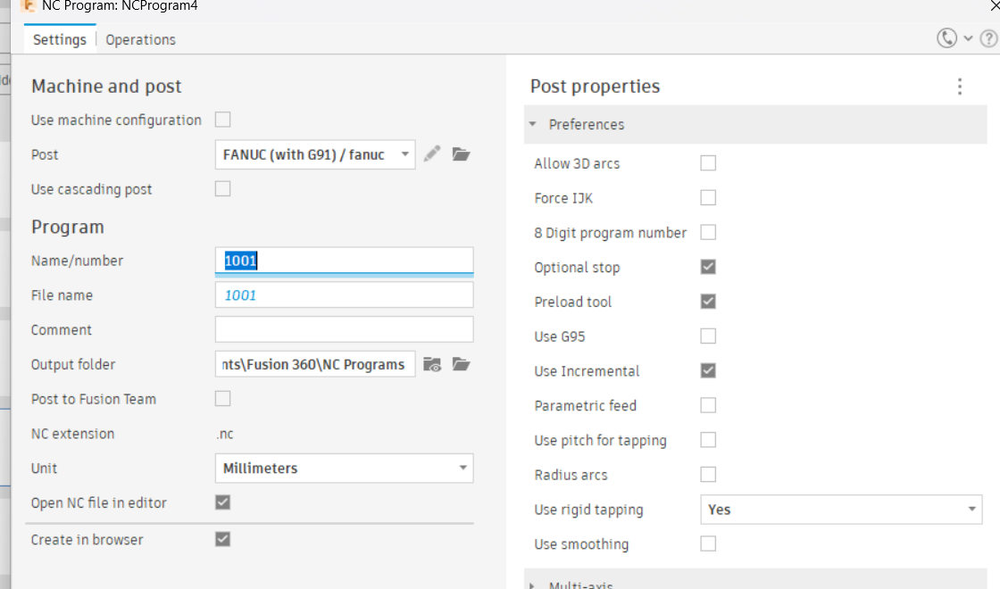 NC Program: NCProgram4
Settings
Operations
Machine and post
Use machine configuration
Post
FANUC (with G91) / fanuc
Use cascading post
Program
Name/number
1001
File name
1001
Comment
Output folder
nts\Fusion 360\NC Programs
Post to Fusion Team
NC extension
.nc
Unit
Millimeters
Open NC file in editor
Create in browser
Post properties
Preferences
Allow 3D arcs
Force IJK
8 Digit program number
Optional stop
Preload tool
Use G95
Use Incremental
Parametric feed
Use pitch for tapping
Radius arcs
Use rigid tapping
Yes
Use smoothing
Multi-axis